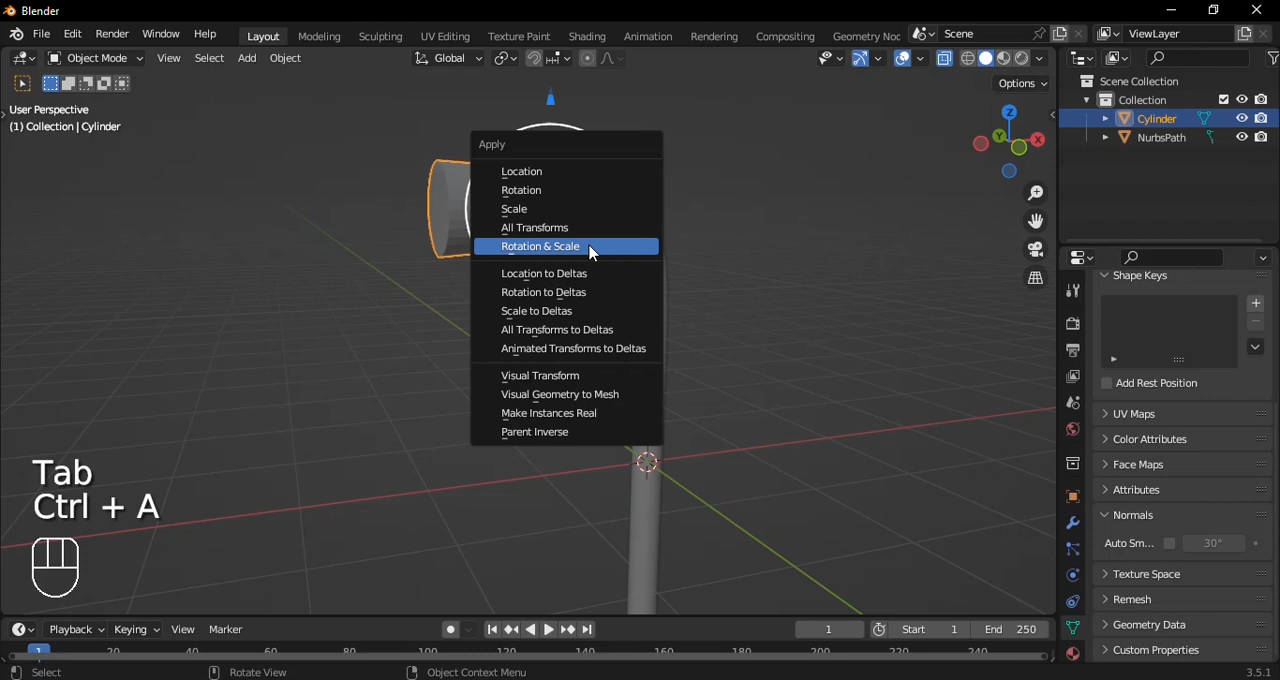 Blender
File Edit Render Window Help Layout Modeling Sculpting UV Editing Texture Paint Shading Animation Rendering Compositing Geometry Noc Scene ViewLayer
Object Mode View Select Add Object Global
Options
User Perspective
(1) Collection | Cylinder
Z
Y X
Apply
Location
Rotation
Scale
All Transforms
Rotation & Scale
Location to Deltas
Rotation to Deltas
Scale to Deltas
All Transforms to Deltas
Animated Transforms to Deltas
Visual Transform
Visual Geometry to Mesh
Make Instances Real
Parent Inverse
Tab
Ctrl + A
Scene Collection
Collection
Cylinder
NurbsPath
Shape Keys
Add Rest Position
UV Maps
Color Attributes
Face Maps
Attributes
Normals
Auto Sm... 30°
Texture Space
Remesh
Geometry Data
Custom Properties
Playback Keying View Marker 1 Start 1 End 250
1 20 40 60 80 100 120 140 160 180 200 220 240
Select Rotate View Object Context Menu 3.5.1